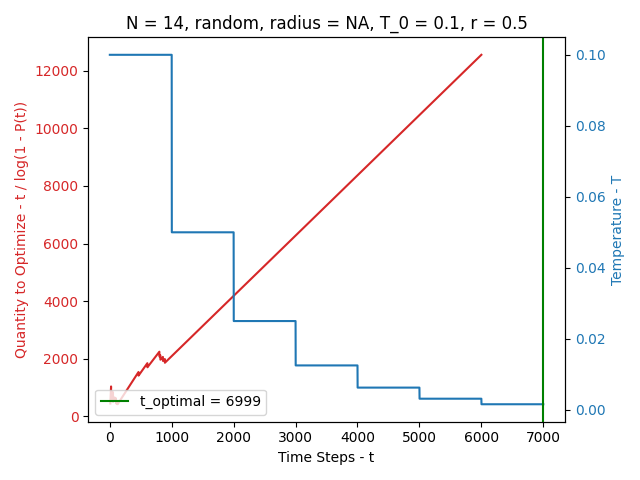 N = 14, random, radius = NA, T_0 = 0.1, r = 0.5
Quantity to Optimize - t / log(1 - P(t))
12000
10000
8000
6000
4000
2000
0
0.10
0.08
0.06
0.04
0.02
0.00
Temperature - T
t_optimal = 6999
0 1000 2000 3000 4000 5000 6000 7000
Time Steps - t